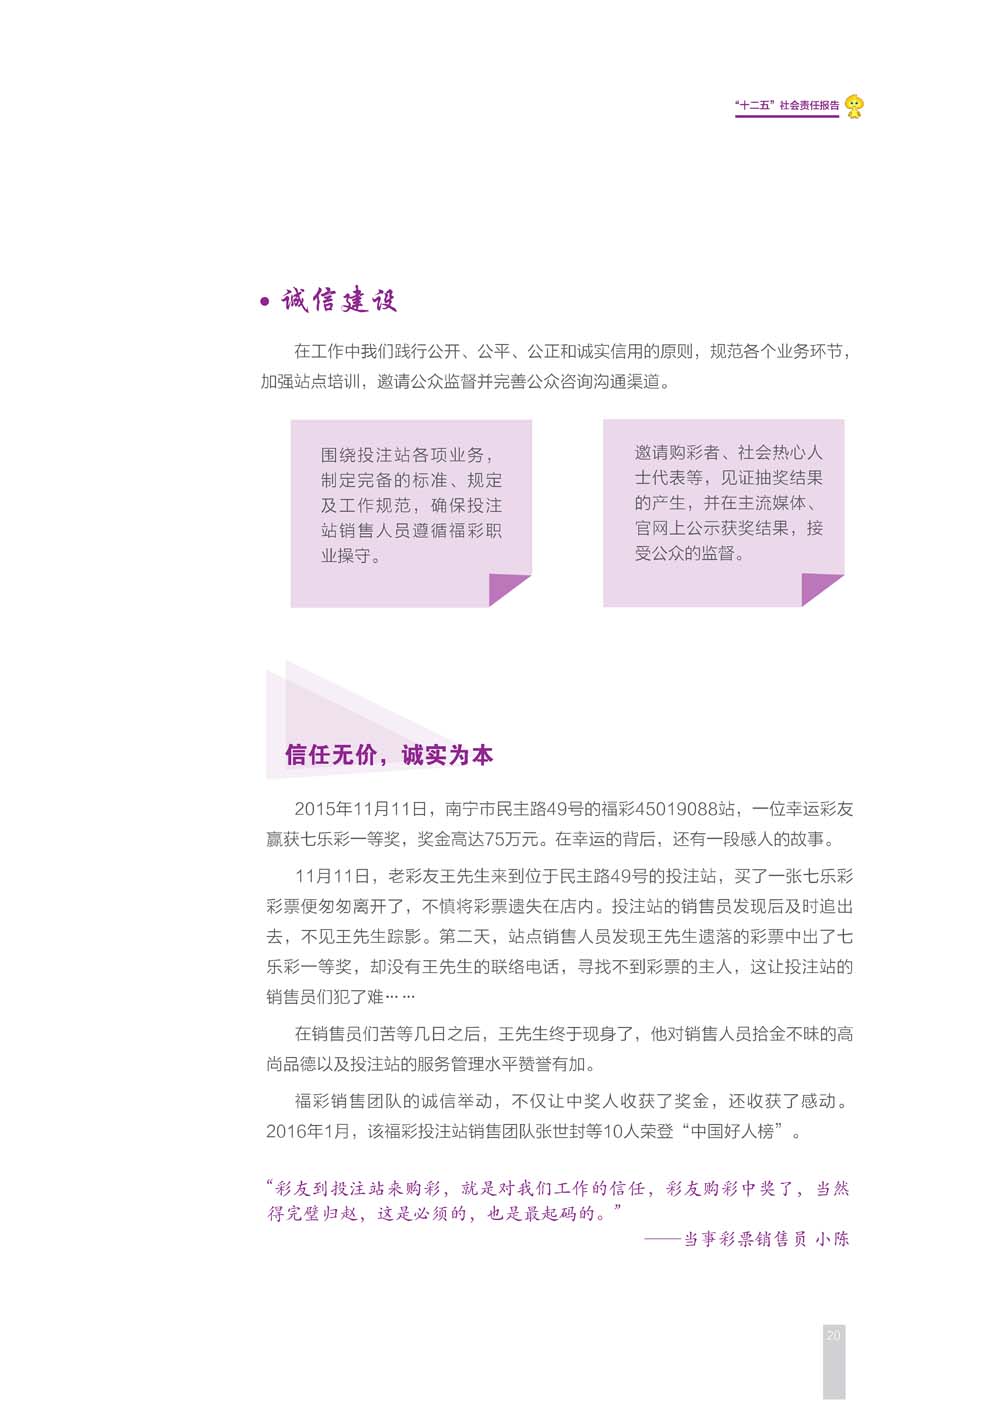 “十二五”社会责任报告
• 诚信建设
在工作中我们践行公开、公平、公正和诚实信用的原则，规范各个业务环节，
加强站点培训，邀请公众监督并完善公众咨询沟通渠道。
围绕投注站各项业务，
制定完备的标准、规定
及工作规范，确保投注
站销售人员遵循福彩职
业操守。
邀请购彩者、社会热心人
士代表等，见证抽奖结果
的产生，并在主流媒体、
官网上公示获奖结果，接
受公众的监督。
信任无价，诚实为本
2015年11月11日，南宁市民主路49号的福彩45019088站，一位幸运彩友
赢获七乐彩一等奖，奖金高达75万元。在幸运的背后，还有一段感人的故事。
11月11日，老彩友王先生来到位于民主路49号的投注站，买了一张七乐彩
彩票便匆匆离开了，不慎将彩票遗失在店内。投注站的销售员发现后及时追出
去，不见王先生踪影。第二天，站点销售人员发现王先生遗落的彩票中出了七
乐彩一等奖，却没有王先生的联络电话，寻找不到彩票的主人，这让投注站的
销售员们犯了难……
在销售员们苦等几日之后，王先生终于现身了，他对销售人员拾金不昧的高
尚品德以及投注站的服务管理水平赞誉有加。
福彩销售团队的诚信举动，不仅让中奖人收获了奖金，还收获了感动。
2016年1月，该福彩投注站销售团队张世封等10人荣登“中国好人榜”。
“彩友到投注站来购彩，就是对我们工作的信任，彩友购彩中奖了，当然
得完璧归赵，这是必须的，也是最起码的。”
——当事彩票销售员 小陈
20